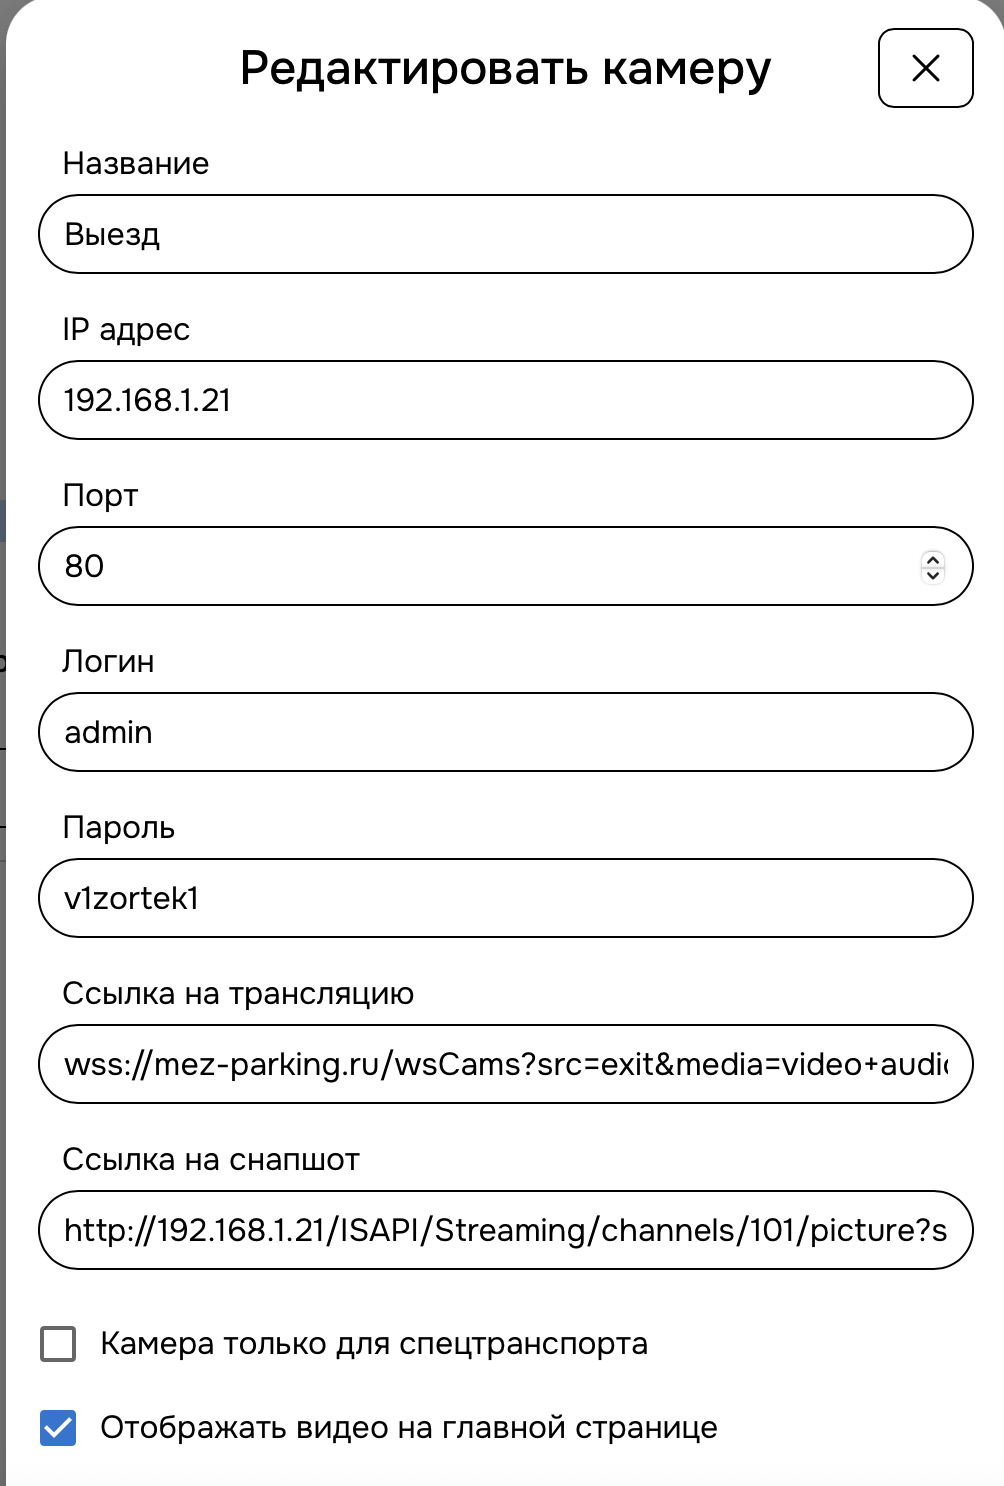 Редактировать камеру
Название
Выезд
IP адрес
192.168.1.21
Порт
80
Логин
admin
Пароль
v1zortek1
Ссылка на трансляцию
wss://mez-parking.ru/wsCams?src=exit&media=video+audio
Ссылка на снапшот
http://192.168.1.21/ISAPI/Streaming/channels/101/picture?s
Камера только для спецтранспорта
Отображать видео на главной странице